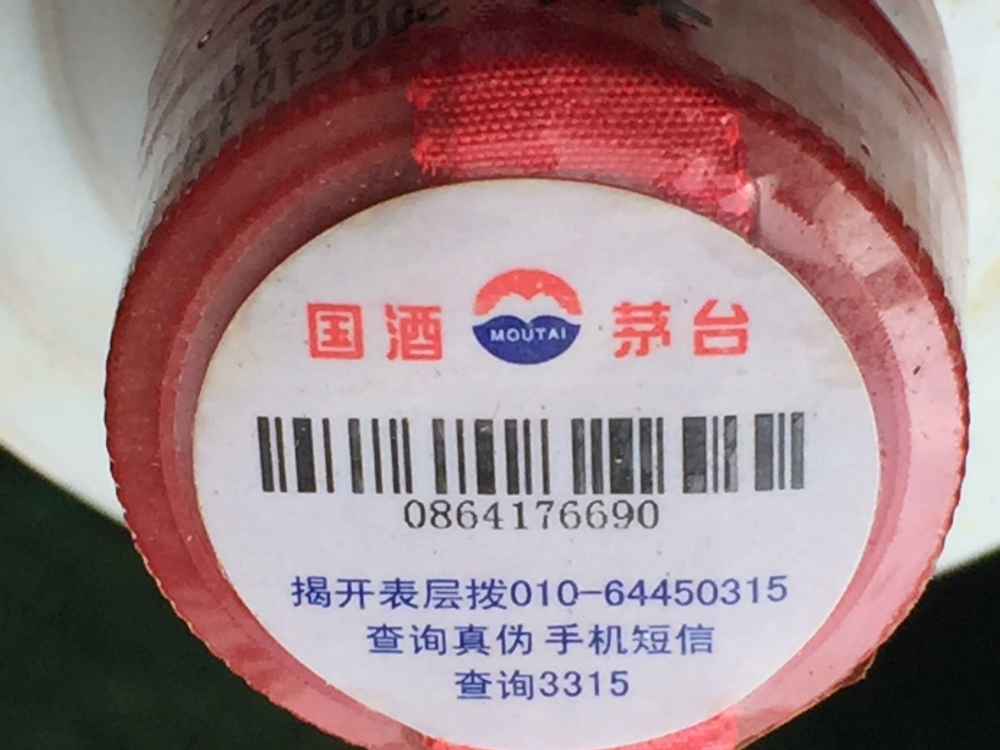 国酒 MOUTAI 茅台
0864176690
揭开表层拨010-64450315
查询真伪 手机短信
查询3315